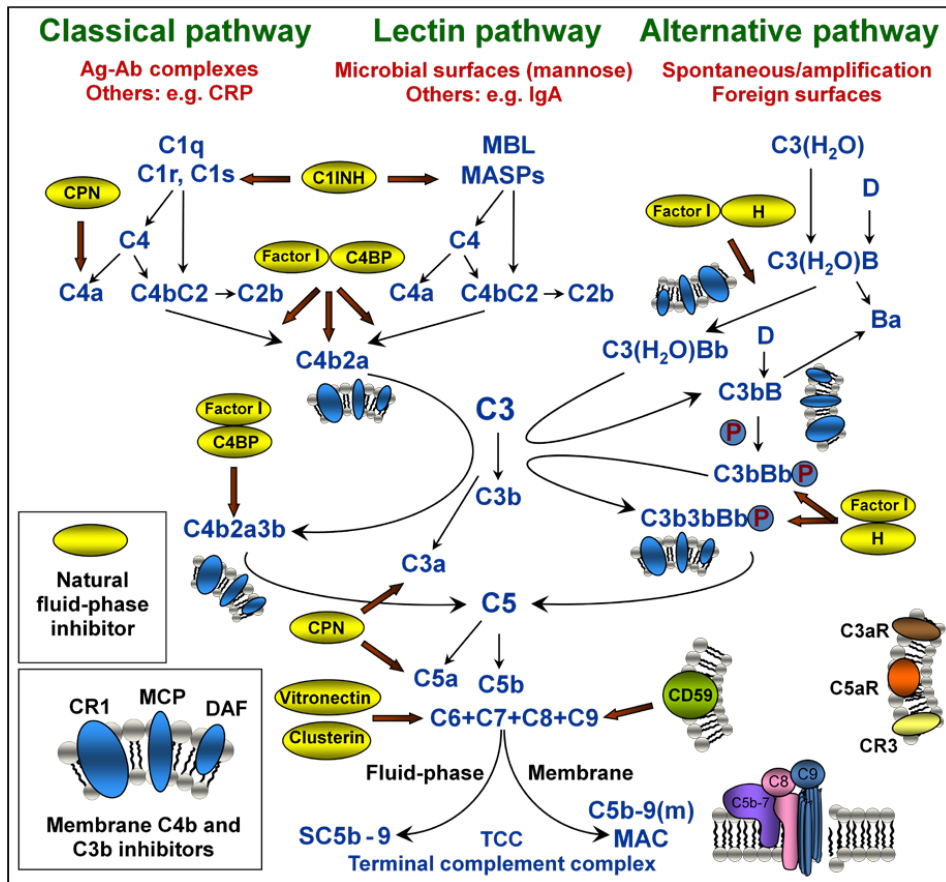 Classical pathway
Lectin pathway
Alternative pathway
Ag-Ab complexes
Others: e.g. CRP
Microbial surfaces (mannose)
Others: e.g. IgA
Spontaneous/amplification
Foreign surfaces
C1q
C1r, C1s
CPN
C1INH
MBL
MASPs
C3(H₂O)
D
Factor I
H
C3(H₂O)B
C4
C4a
C4bC2
C2b
Factor I
C4BP
C4
C4a
C4bC2
C2b
Ba
C4b2a
C3(H₂O)Bb
D
C3bB
P
C3
C3b
C3bBb P
Factor I
C4BP
C4b2a3b
C3b3bBb P
Factor I
H
C3a
Natural
fluid-phase
inhibitor
C5
CPN
C5a
C5b
Vitronectin
Clusterin
C6+C7+C8+C9
CD59
C3aR
C5aR
CR3
CR1
MCP
DAF
Membrane C4b and
C3b inhibitors
Fluid-phase
Membrane
SC5b-9
C5b-9(m)
MAC
TCC
Terminal complement complex
C5b-7
C8
C9